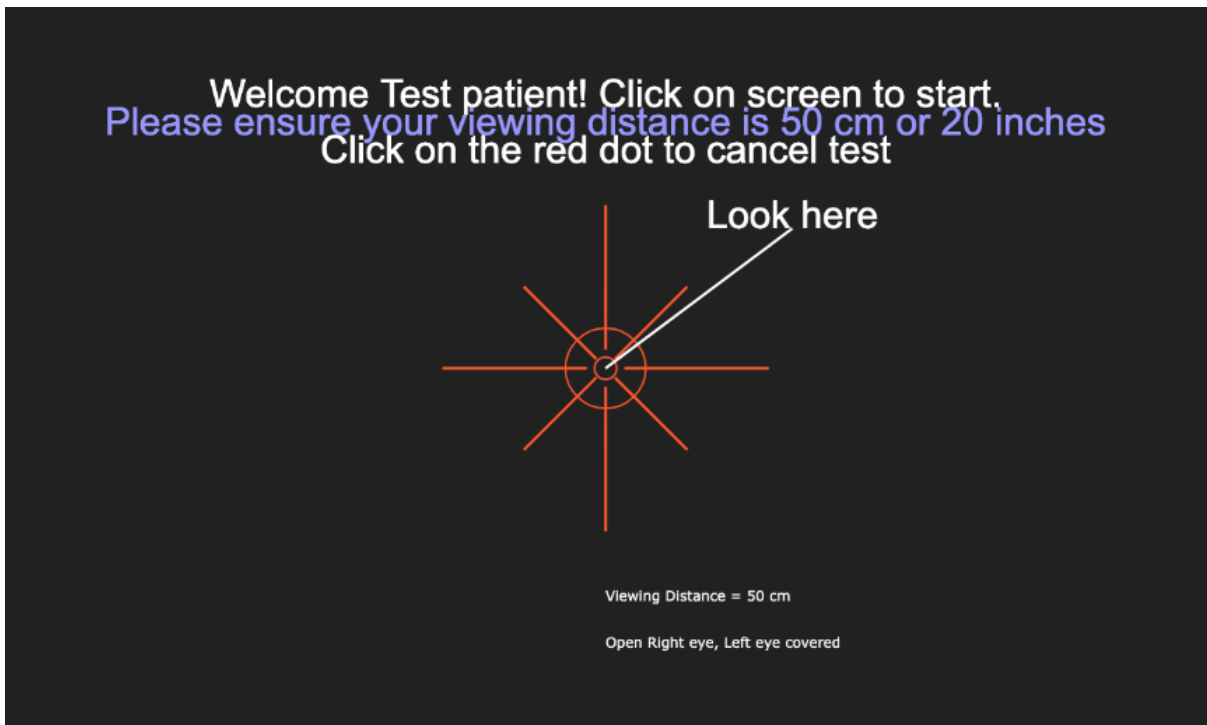 Welcome Test patient! Click on screen to start.
Please ensure your viewing distance is 50 cm or 20 inches
Click on the red dot to cancel test
Look here
Viewing Distance = 50 cm
Open Right eye, Left eye covered